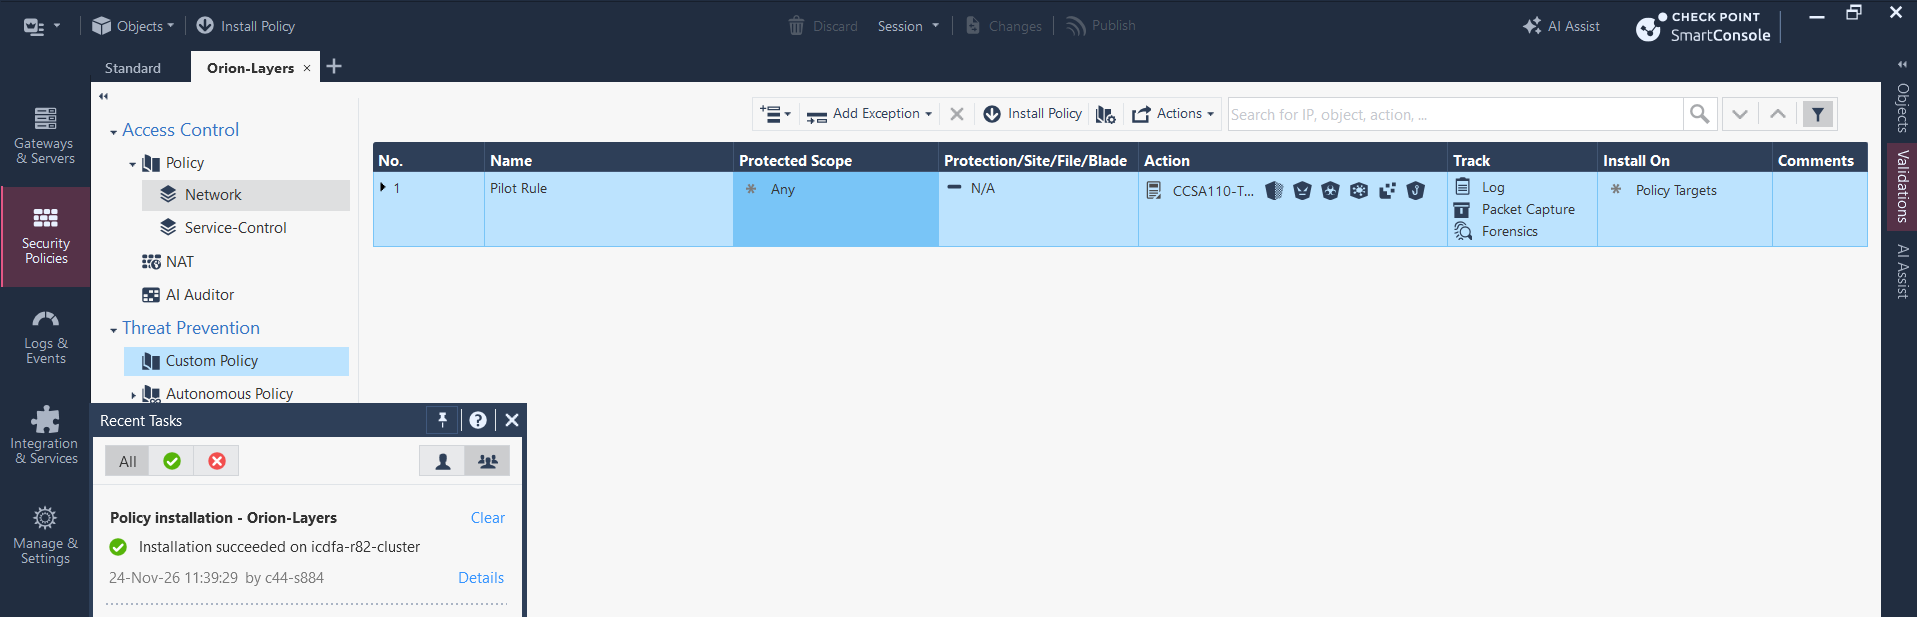 Objects
Install Policy
Discard
Session
Changes
Publish
AI Assist
CHECK POINT
SmartConsole
Standard
Orion-Layers
Gateways
& Servers
Security
Policies
Logs &
Events
Integration
& Services
Manage &
Settings
Access Control
Policy
Network
Service-Control
NAT
AI Auditor
Threat Prevention
Custom Policy
Autonomous Policy
Add Exception
Install Policy
Actions
Search for IP, object, action, ...
No. Name Protected Scope Protection/Site/File/Blade Action Track Install On Comments
1 Pilot Rule Any N/A CCSA110-T... Log Policy Targets
Packet Capture
Forensics
Recent Tasks
All
Policy installation - Orion-Layers Clear
Installation succeeded on icdfa-r82-cluster
24-Nov-26 11:39:29 by c44-s884 Details
Objects
Validations
AI Assist